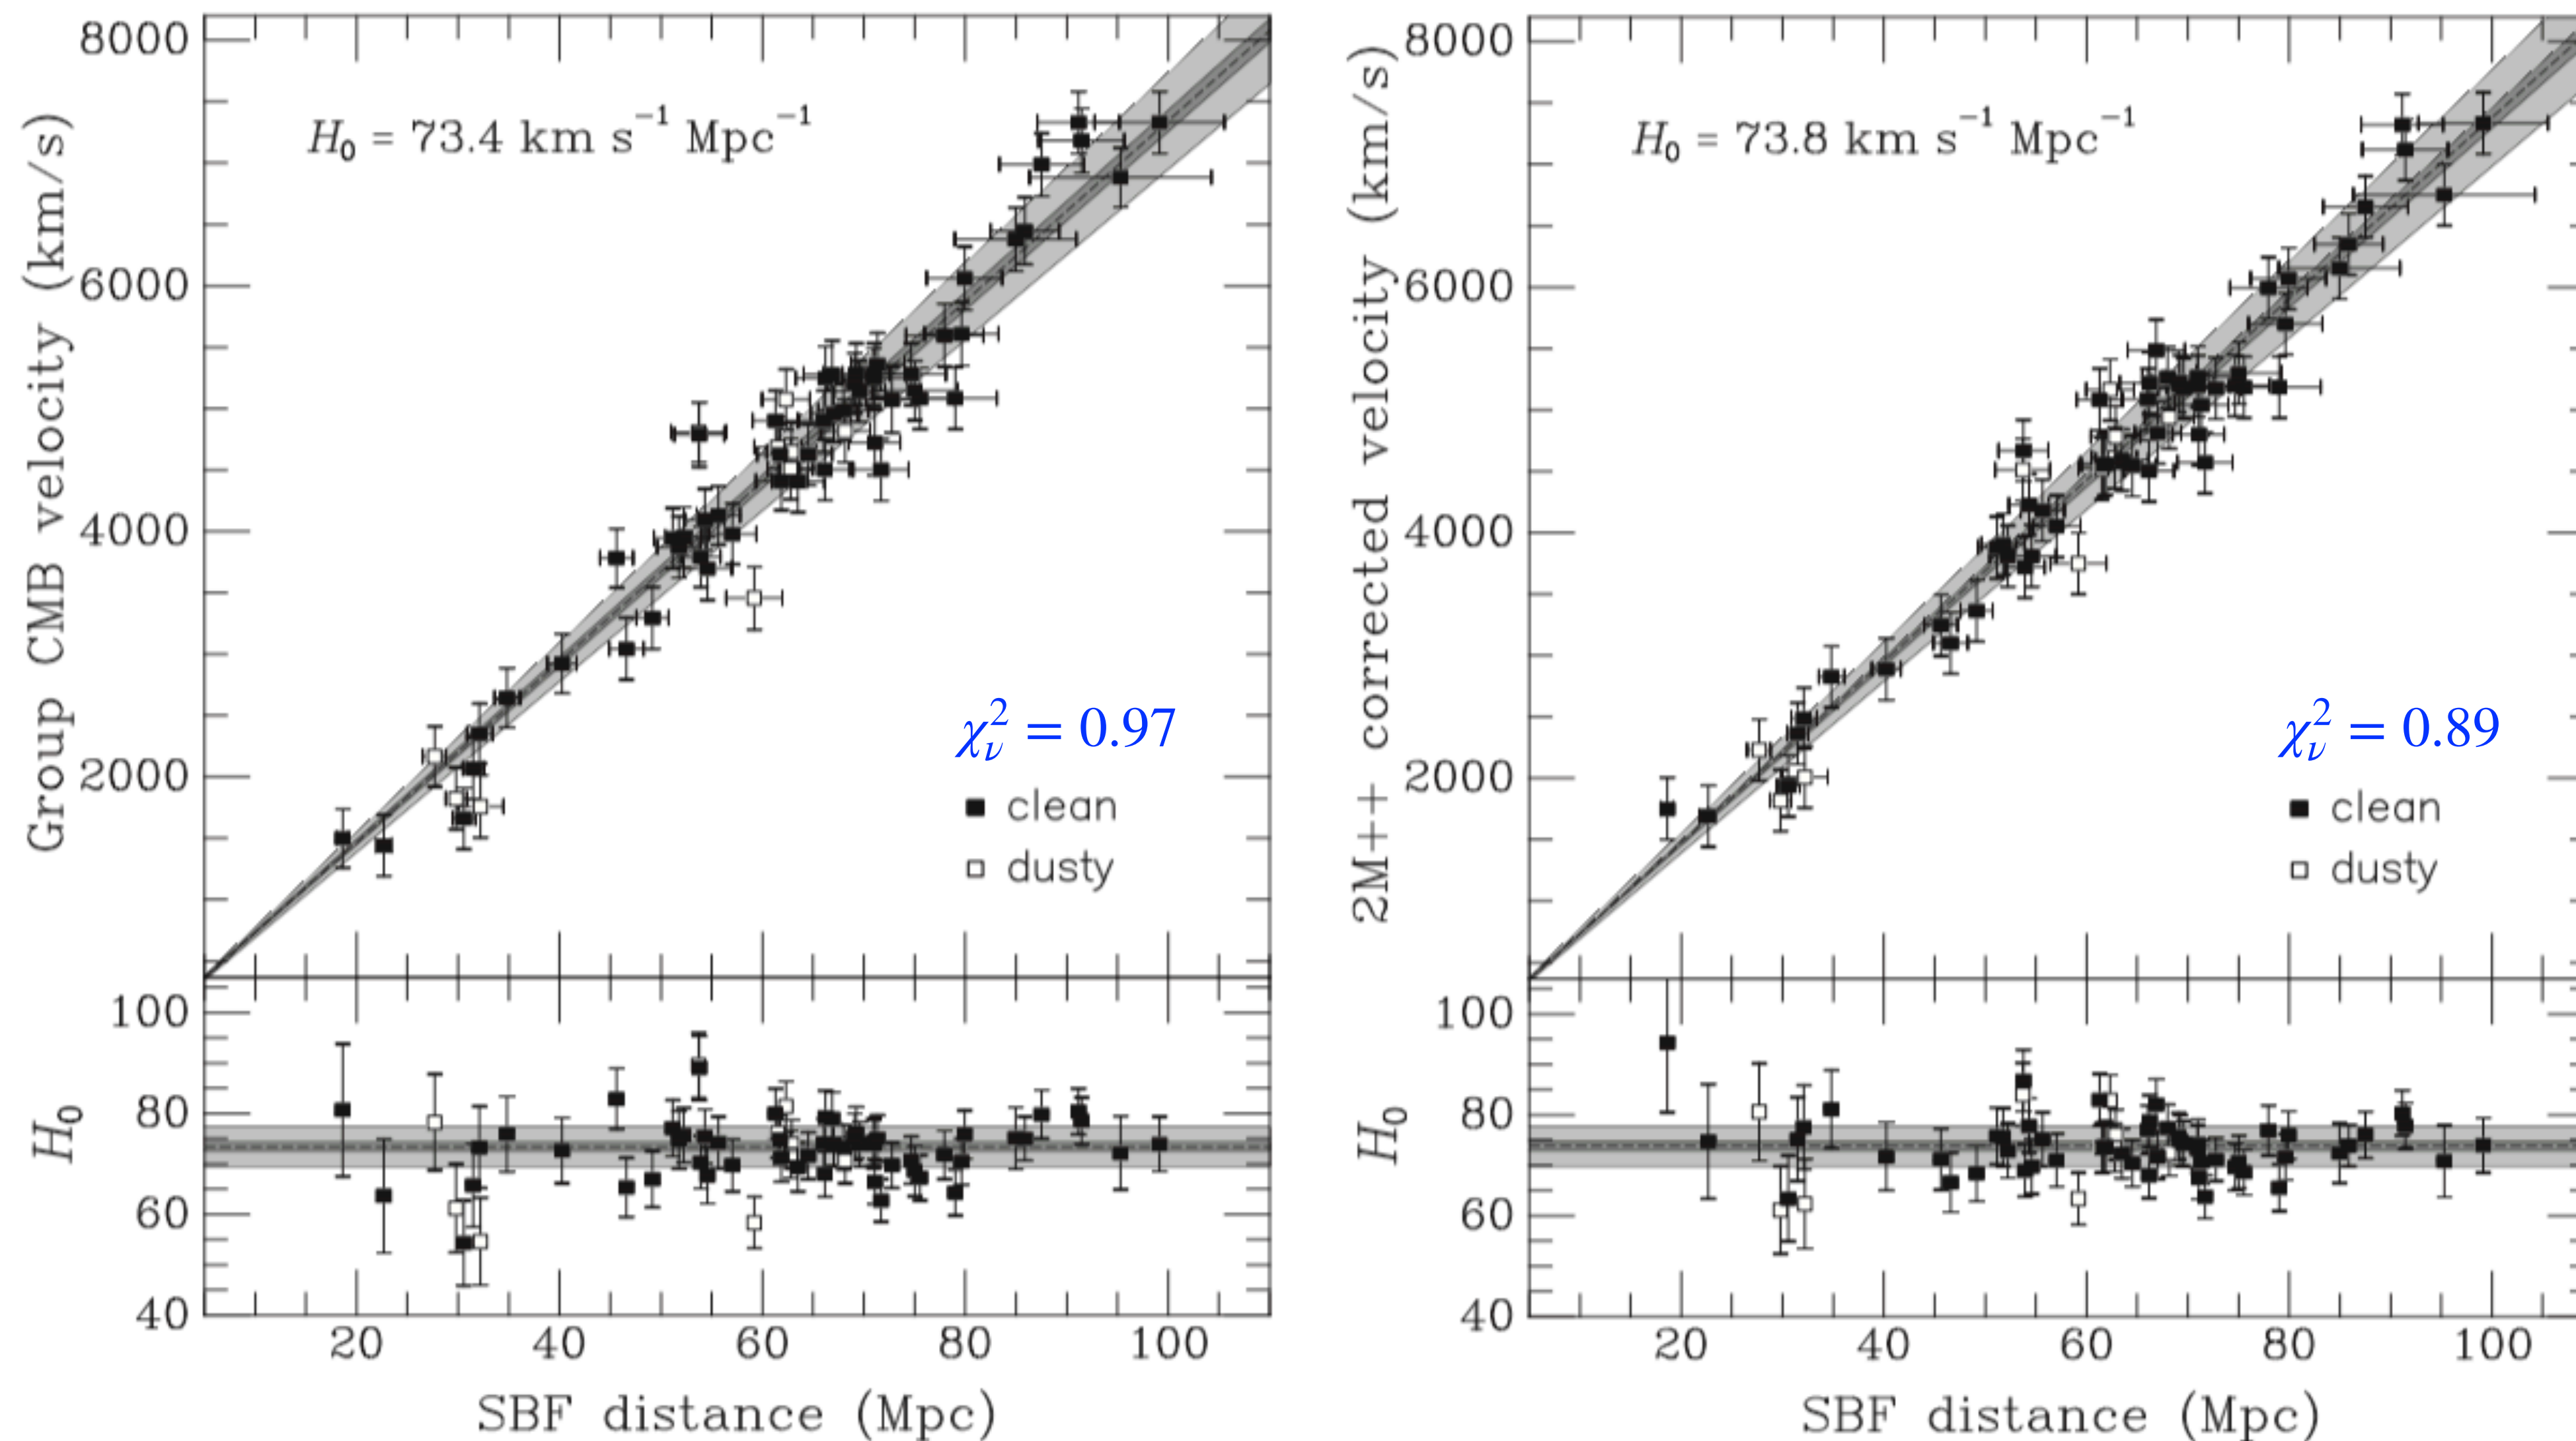 Group CMB velocity (km/s)
8000
6000
4000
2000
H₀ = 73.4 km s⁻¹ Mpc⁻¹
χ²ᵥ = 0.97
clean
dusty
H₀
100
80
60
40
20 40 60 80 100
SBF distance (Mpc)
2M++ corrected velocity (km/s)
8000
6000
4000
2000
H₀ = 73.8 km s⁻¹ Mpc⁻¹
χ²ᵥ = 0.89
clean
dusty
H₀
100
80
60
40
20 40 60 80 100
SBF distance (Mpc)